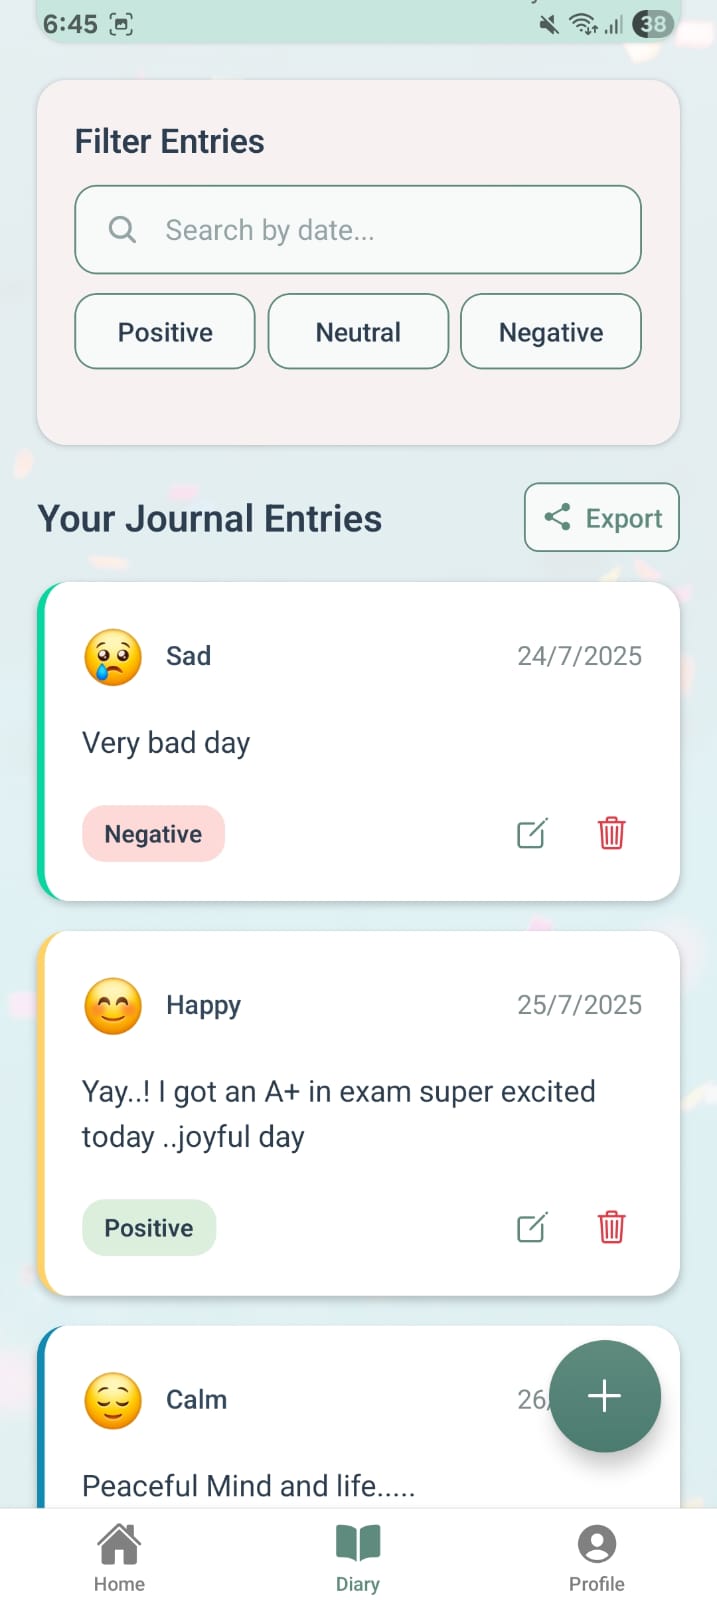 6:45
38
Filter Entries
Search by date...
Positive Neutral Negative
Your Journal Entries
Export
Sad 24/7/2025
Very bad day
Negative
Happy 25/7/2025
Yay..! I got an A+ in exam super excited
today ..joyful day
Positive
Calm 26/
Peaceful Mind and life.....
Home Diary Profile